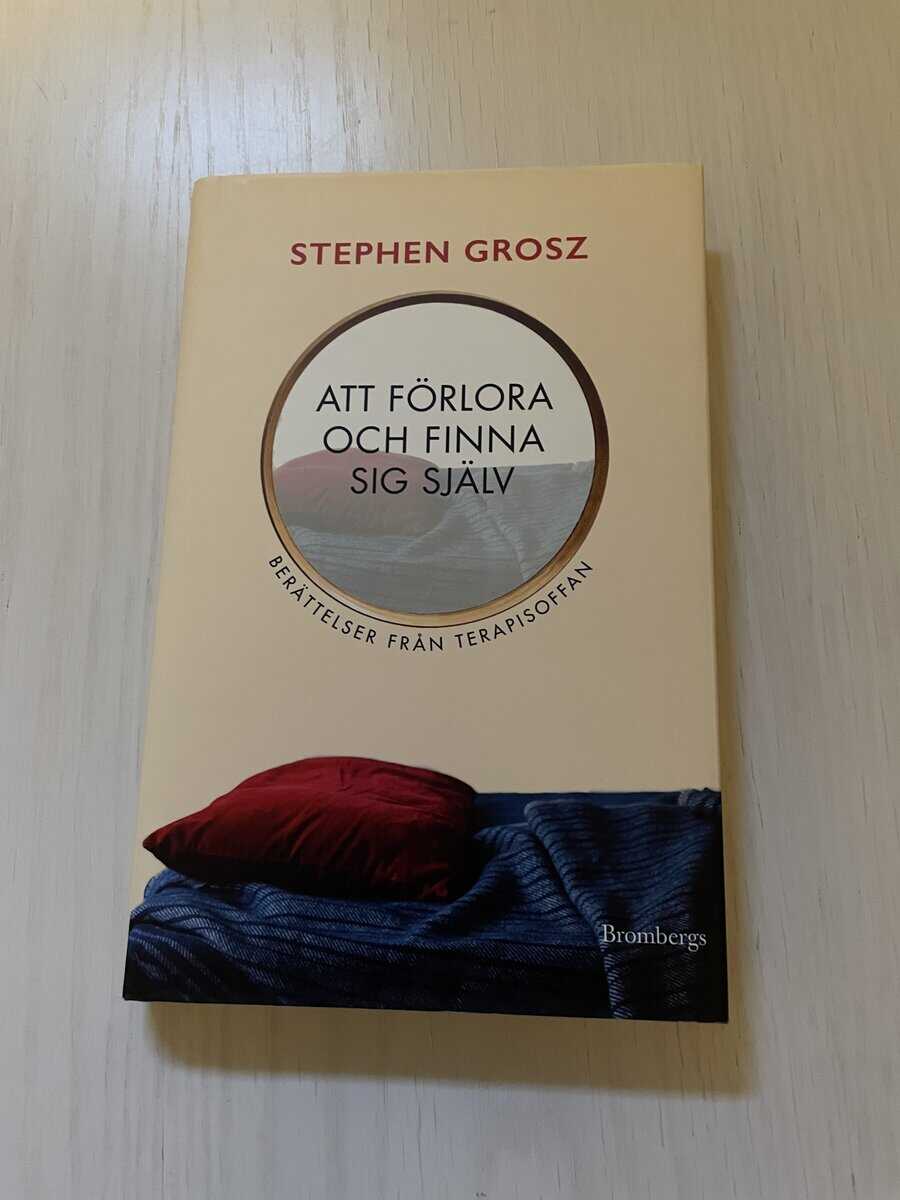 STEPHEN GROSZ
ATT FÖRLORA
OCH FINNA
SIG SJÄLV
BERÄTTELSER FRÅN TERAPISOFFAN
Brombergs